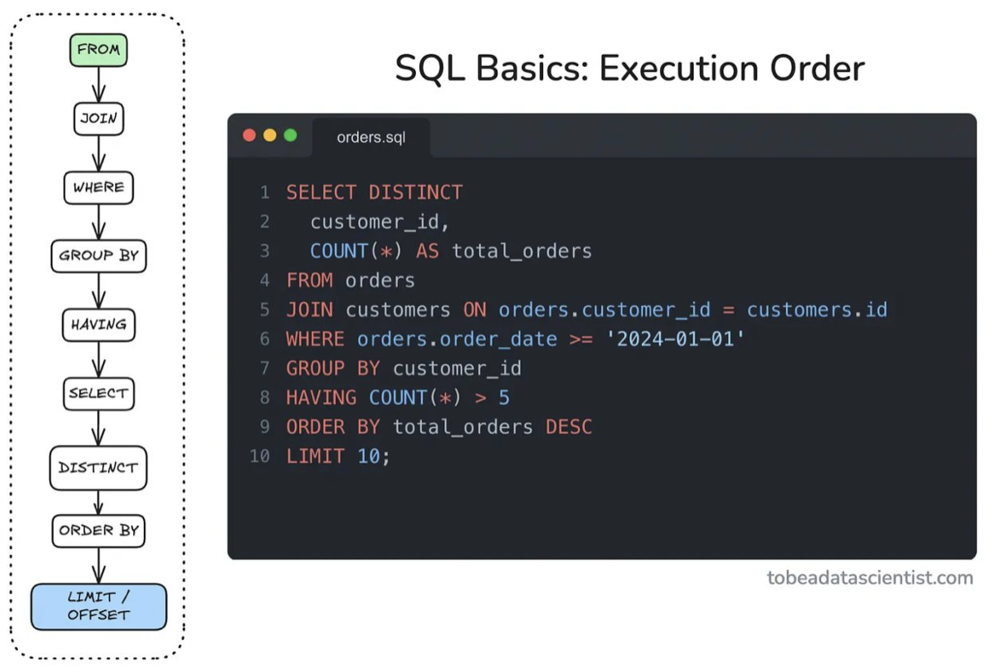 FROM
JOIN
WHERE
GROUP BY
HAVING
SELECT
DISTINCT
ORDER BY
LIMIT /
OFFSET
SQL Basics: Execution Order
orders.sql
1 SELECT DISTINCT
2   customer_id,
3   COUNT(*) AS total_orders
4 FROM orders
5 JOIN customers ON orders.customer_id = customers.id
6 WHERE orders.order_date >= '2024-01-01'
7 GROUP BY customer_id
8 HAVING COUNT(*) > 5
9 ORDER BY total_orders DESC
10 LIMIT 10;
tobeadatascientist.com